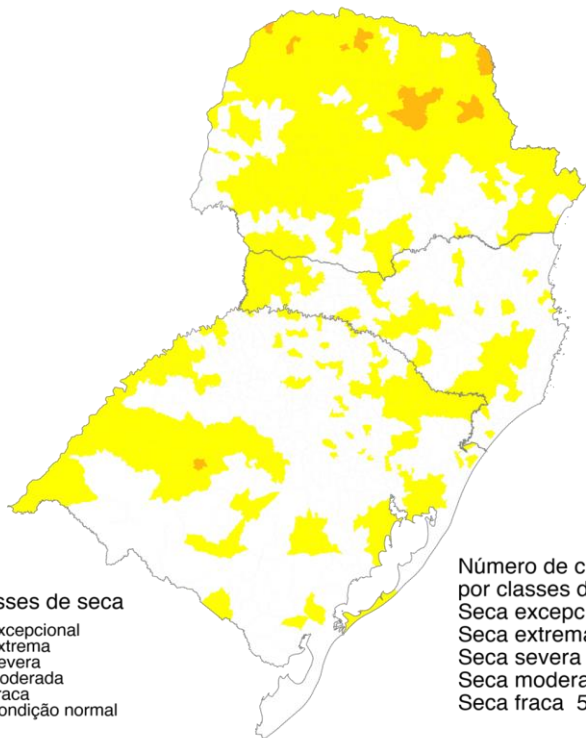 sses de seca
xcepcional
xtrema
evera
oderada
raca
ondição normal
Número de c
por classes d
Seca excepc
Seca extrema
Seca severa
Seca modera
Seca fraca 5